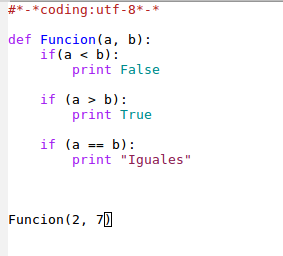 #*-*coding:utf-8*-*
def Funcion(a, b):
    if(a < b):
        print False
    if (a > b):
        print True
    if (a == b):
        print "Iguales"
Funcion(2, 7)